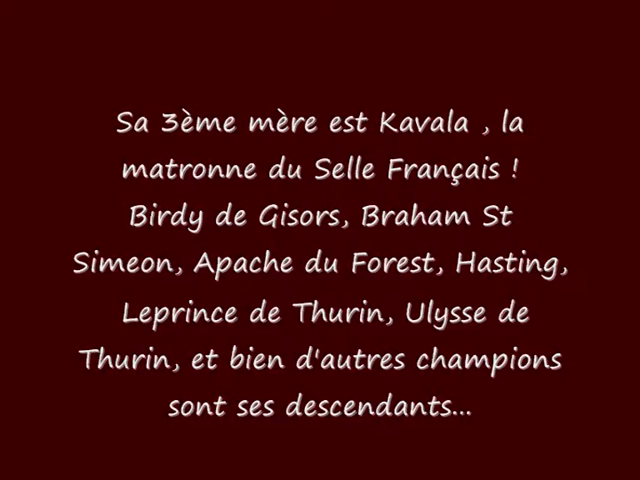 Sa 3ème mère est Kavala , la
matronne du Selle Français !
Birdy de Gisors, Braham St
Simeon, Apache du Forest, Hasting,
Leprince de Thurin, Ulysse de
Thurin, et bien d'autres champions
sont ses descendants...